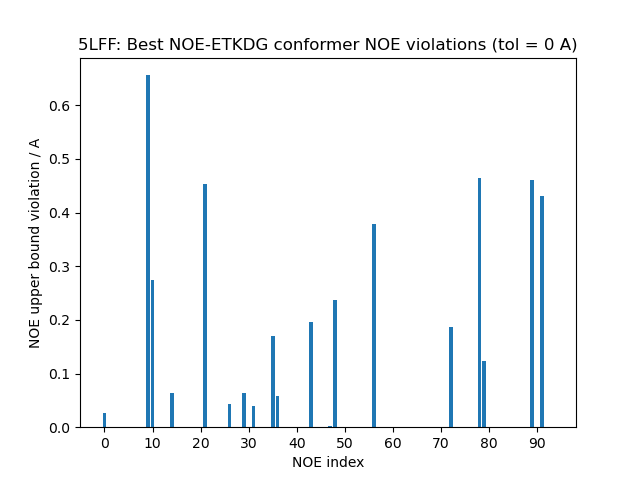 5LFF: Best NOE-ETKDG conformer NOE violations (tol = 0 A)
NOE upper bound violation / A
0.6
0.5
0.4
0.3
0.2
0.1
0.0
0 10 20 30 40 50 60 70 80 90
NOE index